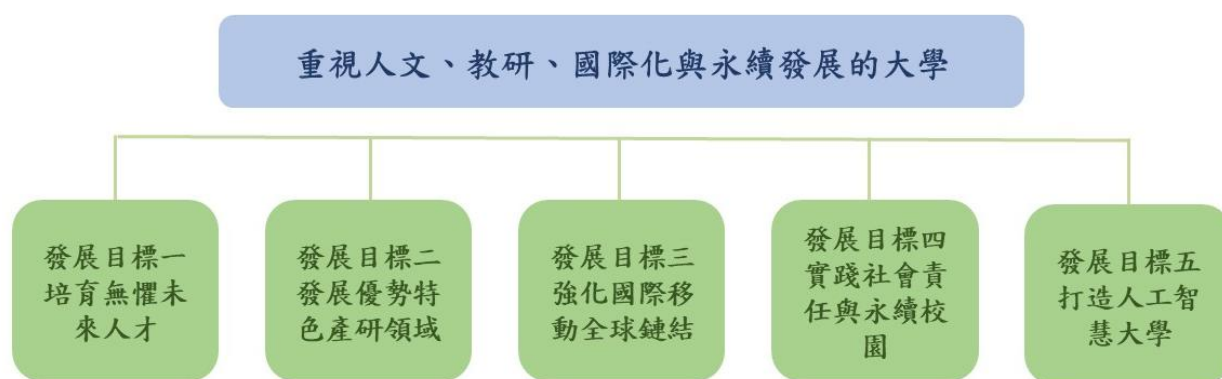 重視人文、教研、國際化與永續發展的大學
發展目標一
培育無懼未
來人才
發展目標二
發展優勢特
色產研領域
發展目標三
強化國際移
動全球鏈結
發展目標四
實踐社會責
任與永續校
園
發展目標五
打造人工智
慧大學